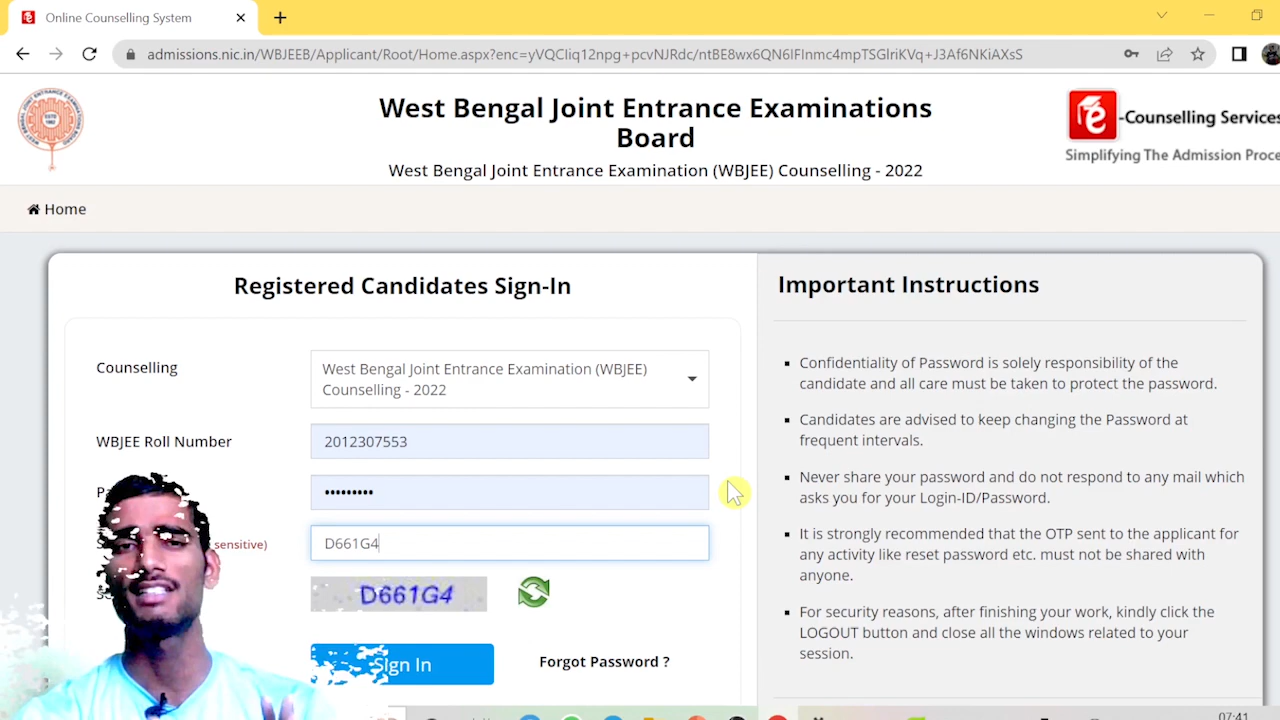 Online Counselling System
admissions.nic.in/WBJEEB/Applicant/Root/Home.aspx?enc=yVQCIiq12npg+pcvNJRdc/ntBE8wx6QN6IFInmc4mpTSGlriKVq+J3Af6NKiAXsS
West Bengal Joint Entrance Examinations
Board
West Bengal Joint Entrance Examination (WBJEE) Counselling - 2022
-Counselling Services
Simplifying The Admission Proce
Home
Registered Candidates Sign-In
Counselling
West Bengal Joint Entrance Examination (WBJEE)
Counselling - 2022
WBJEE Roll Number
2012307553
sensitive)
D661G4
D661G4
Sign In
Forgot Password ?
Important Instructions
Confidentiality of Password is solely responsibility of the
candidate and all care must be taken to protect the password.
Candidates are advised to keep changing the Password at
frequent intervals.
Never share your password and do not respond to any mail which
asks you for your Login-ID/Password.
It is strongly recommended that the OTP sent to the applicant for
any activity like reset password etc. must not be shared with
anyone.
For security reasons, after finishing your work, kindly click the
LOGOUT button and close all the windows related to your
session.
07:41